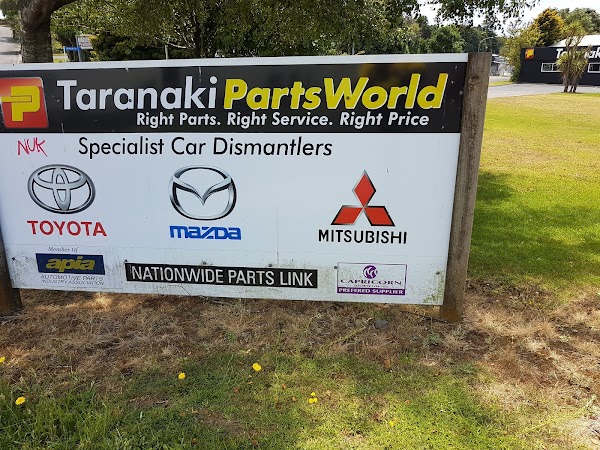 Taranaki PartsWorld
Right Parts. Right Service. Right Price
NUK
Specialist Car Dismantlers
TOYOTA
mazda
MITSUBISHI
Member Of
apia
AUTOMOTIVE PARTS
INDUSTRY ASSOCIATION
NATIONWIDE PARTS LINK
CAPRICORN
PREFERRED SUPPLIER